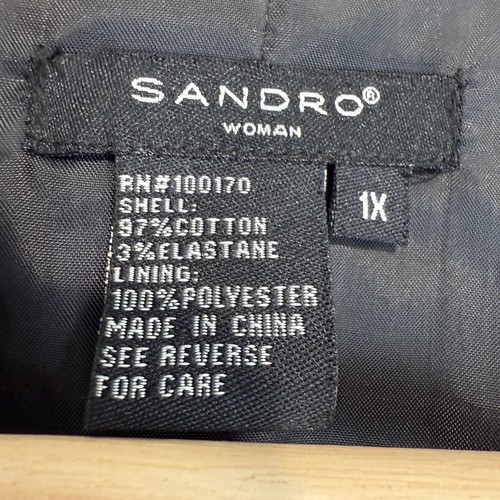 SANDRO®
WOMAN
RN#100170
SHELL:
97%COTTON
3%ELASTANE
LINING:
100%POLYESTER
MADE IN CHINA
SEE REVERSE
FOR CARE
1X